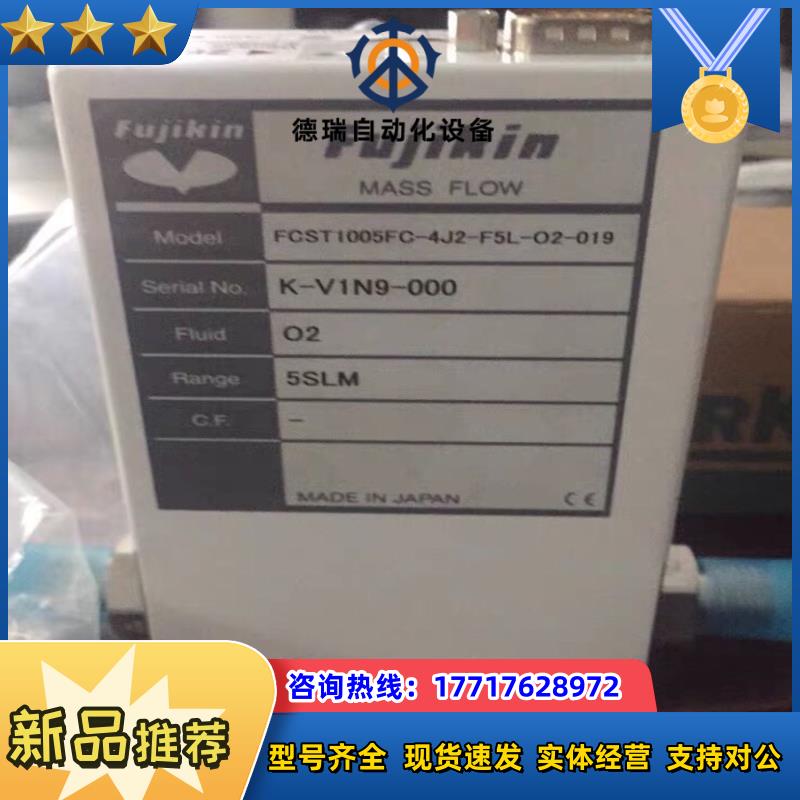 德瑞自动化设备
Fujikin
Fujikin
MASS FLOW
Model FCST1005FC-4J2-F5L-O2-019
Serial No. K-V1N9-000
Fluid O2
Range 5SLM
C.F. -
MADE IN JAPAN CE
咨询热线：17717628972
新品推荐
型号齐全 现货速发 实体经营 支持对公